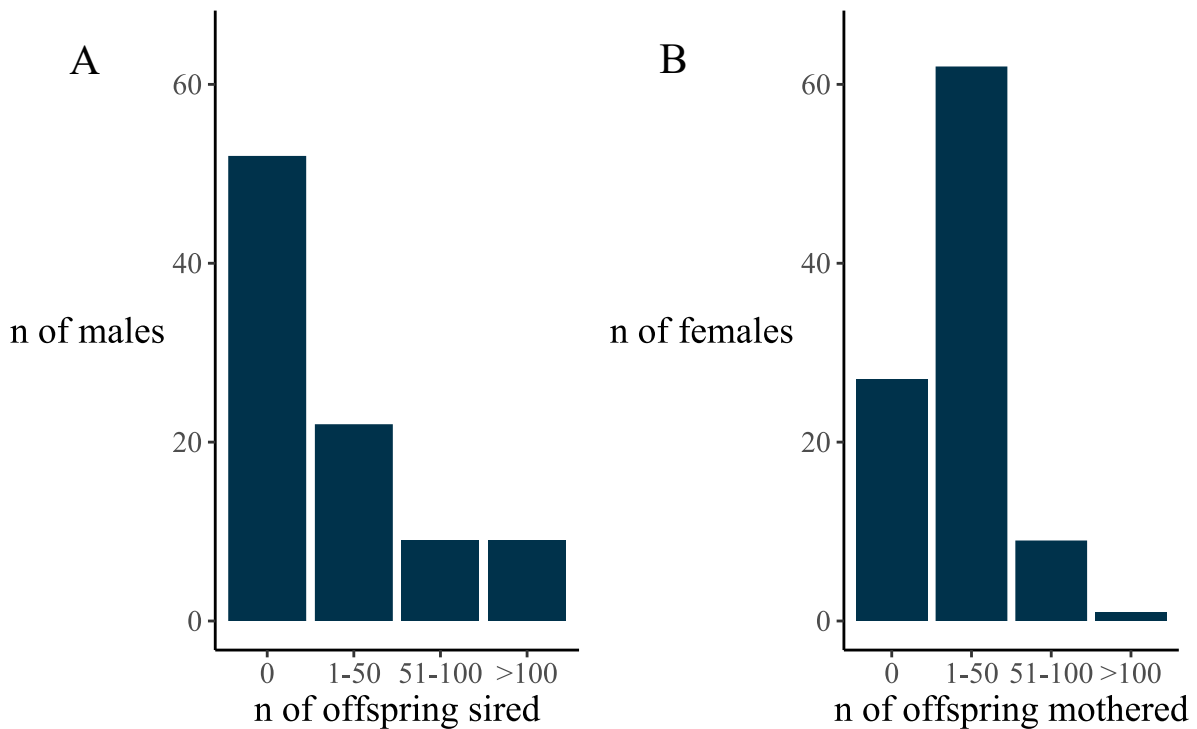 A
60
40
20
0
n of males
0 1-50 51-100 >100
n of offspring sired
B
60
40
20
0
n of females
0 1-50 51-100 >100
n of offspring mothered